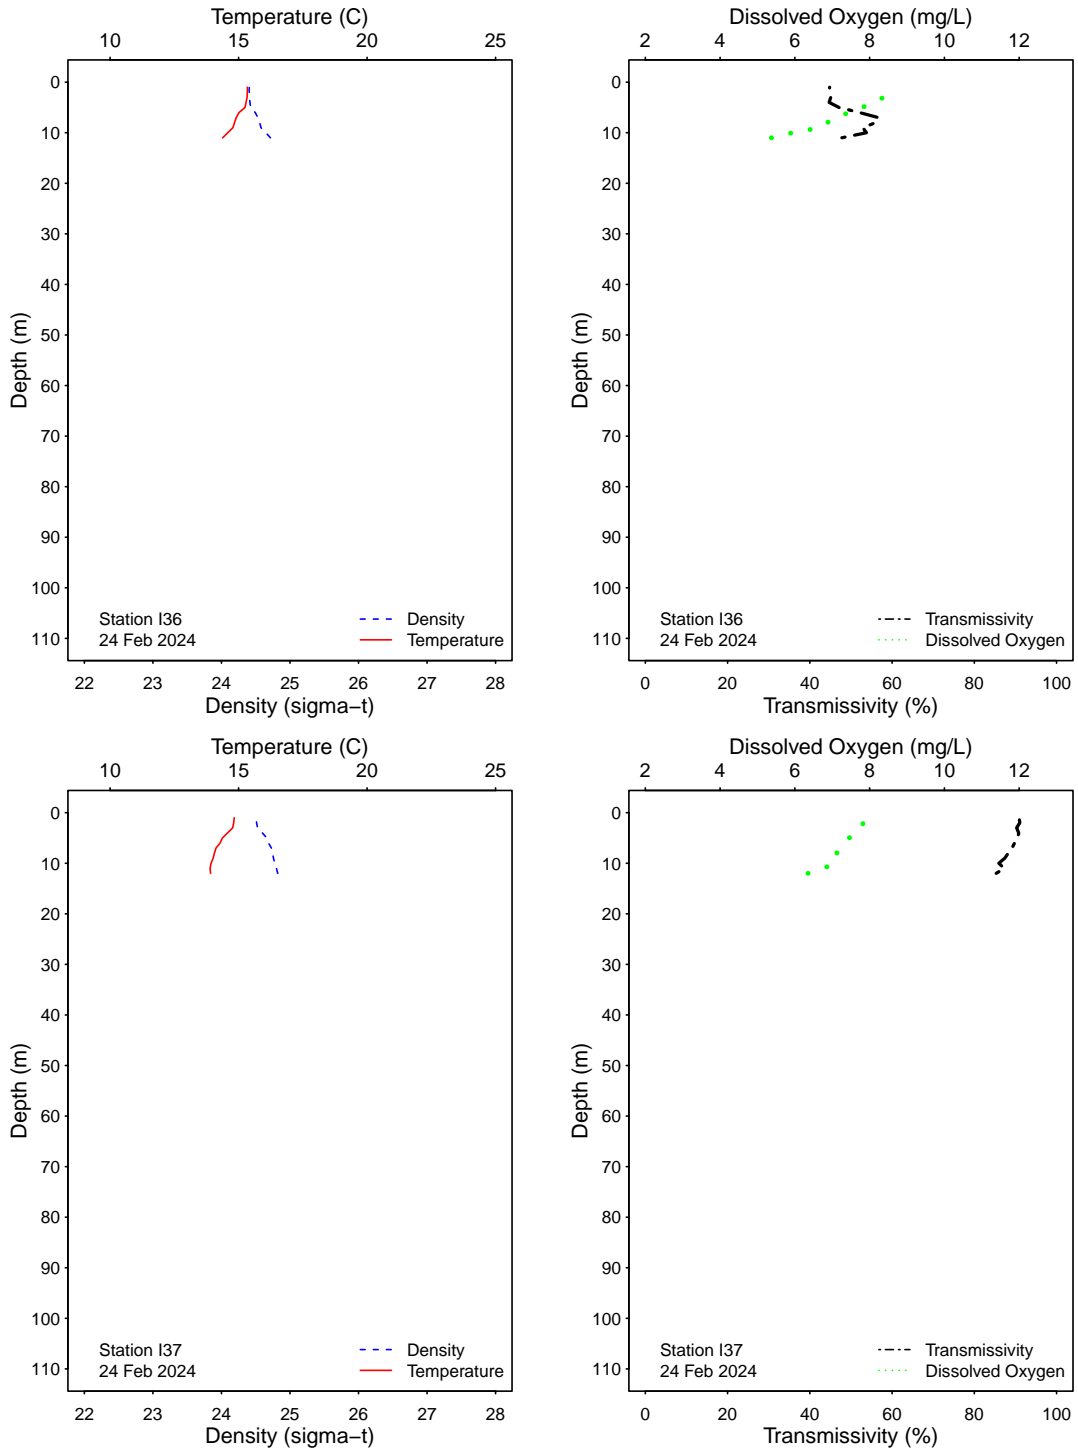 Temperature (C)
10 15 20 25
0
10
20
30
40
50
60
70
80
90
100
110
Depth (m)
Station I36
24 Feb 2024
Density
Temperature
22 23 24 25 26 27 28
Density (sigma−t)
Dissolved Oxygen (mg/L)
2 4 6 8 10 12
0
10
20
30
40
50
60
70
80
90
100
110
Depth (m)
Station I36
24 Feb 2024
Transmissivity
Dissolved Oxygen
0 20 40 60 80 100
Transmissivity (%)
Temperature (C)
10 15 20 25
0
10
20
30
40
50
60
70
80
90
100
110
Depth (m)
Station I37
24 Feb 2024
Density
Temperature
22 23 24 25 26 27 28
Density (sigma−t)
Dissolved Oxygen (mg/L)
2 4 6 8 10 12
0
10
20
30
40
50
60
70
80
90
100
110
Depth (m)
Station I37
24 Feb 2024
Transmissivity
Dissolved Oxygen
0 20 40 60 80 100
Transmissivity (%)